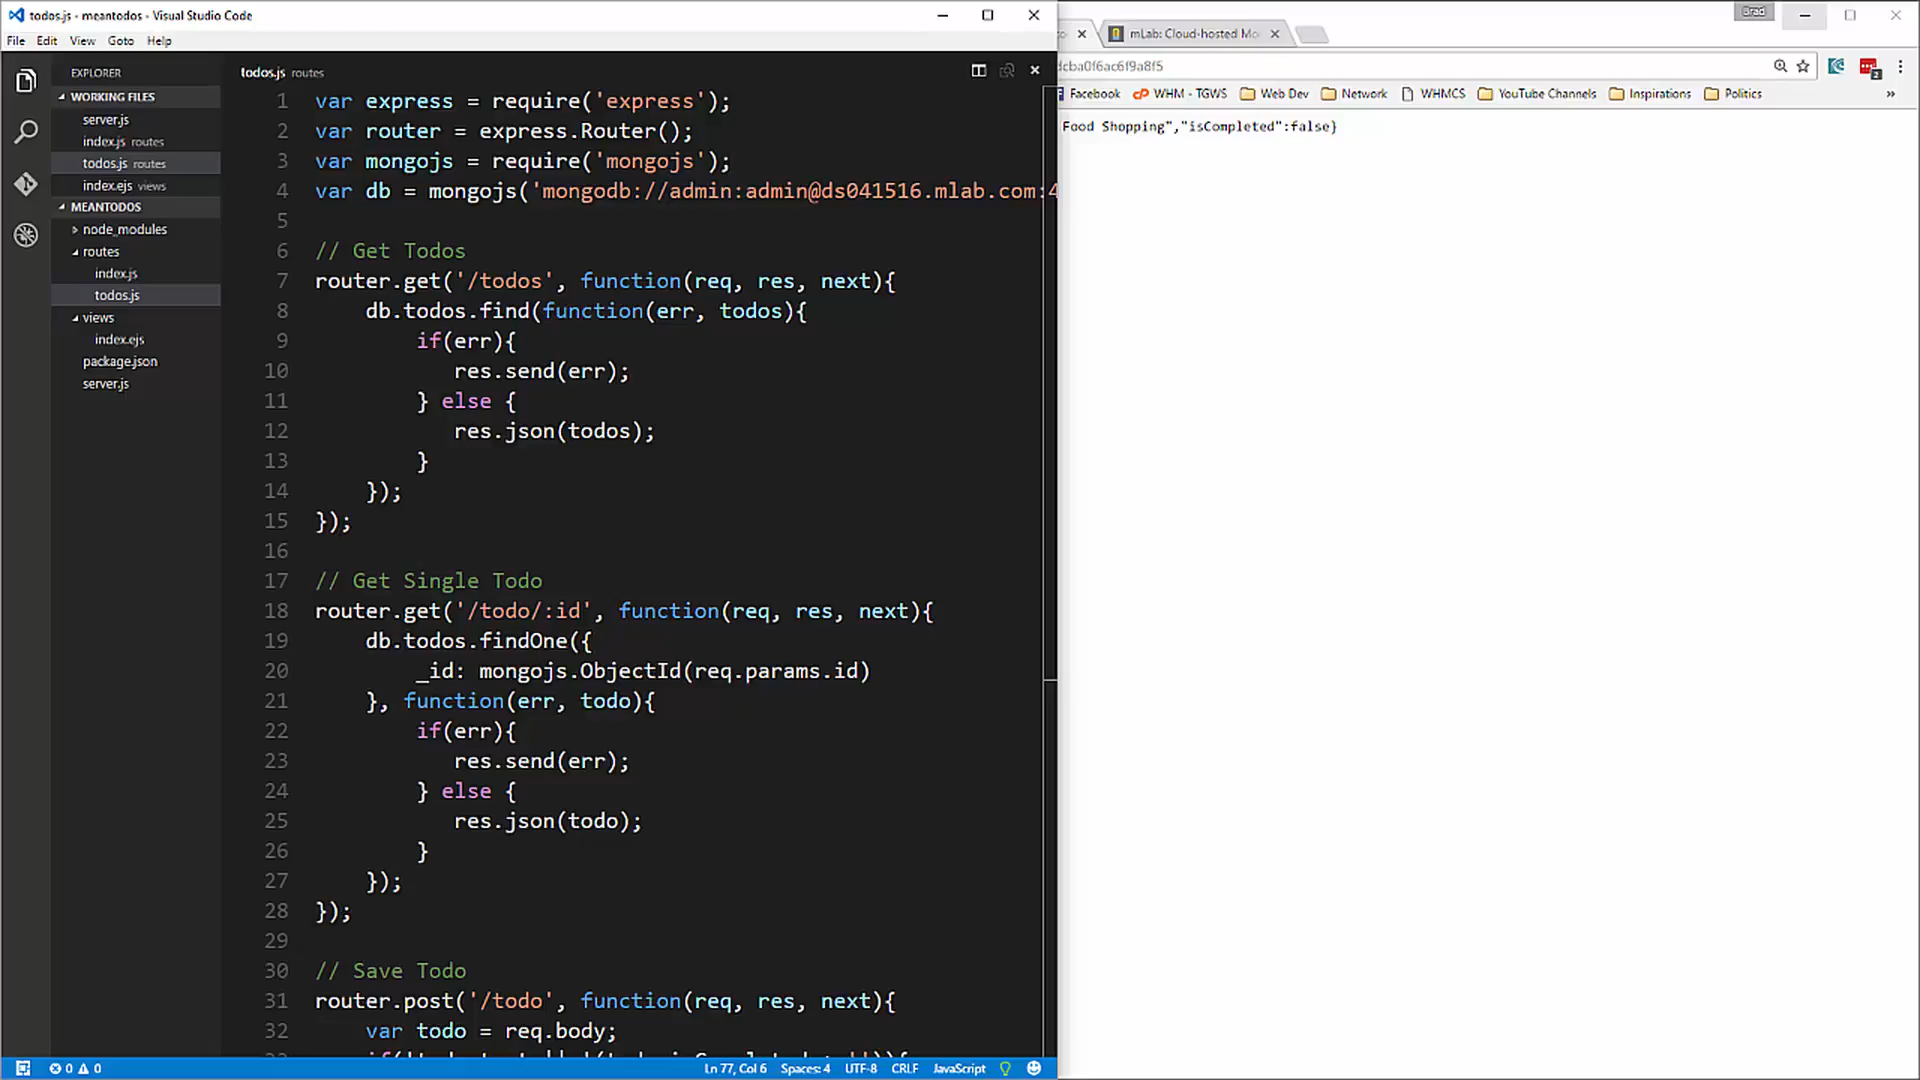 todos.js - meantodos - Visual Studio Code
File Edit View Goto Help
EXPLORER
WORKING FILES
server.js
index.js routes
todos.js routes
index.ejs views
MEANTODOS
node_modules
routes
index.js
todos.js
views
index.ejs
package.json
server.js
todos.js routes
1 var express = require('express');
2 var router = express.Router();
3 var mongojs = require('mongojs');
4 var db = mongojs('mongodb://admin:admin@ds041516.mlab.com:4
5
6 // Get Todos
7 router.get('/todos', function(req, res, next){
8 db.todos.find(function(err, todos){
9 if(err){
10 res.send(err);
11 } else {
12 res.json(todos);
13 }
14 });
15 });
16
17 // Get Single Todo
18 router.get('/todo/:id', function(req, res, next){
19 db.todos.findOne({
20 _id: mongojs.ObjectId(req.params.id)
21 }, function(err, todo){
22 if(err){
23 res.send(err);
24 } else {
25 res.json(todo);
26 }
27 });
28 });
29
30 // Save Todo
31 router.post('/todo', function(req, res, next){
32 var todo = req.body;
0 0
Ln 77, Col 6 Spaces: 4 UTF-8 CRLF JavaScript
Brad
mLab: Cloud-hosted Mo
dcba0f6ac6f9a8f5
Facebook WHM - TGWS Web Dev Network WHMCS YouTube Channels Inspirations Politics »
Food Shopping","isCompleted":false}